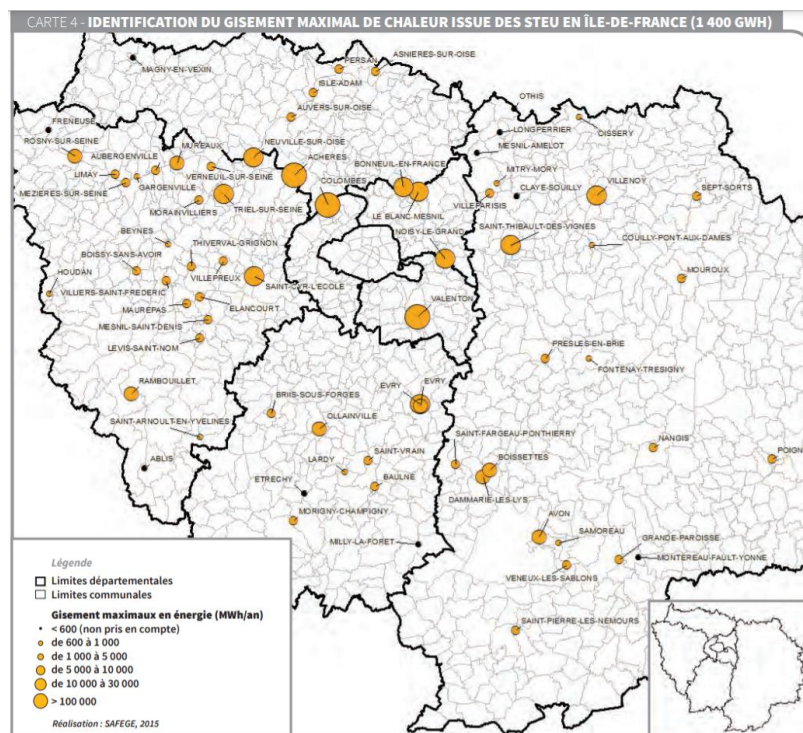 CARTE 4 - IDENTIFICATION DU GISEMENT MAXIMAL DE CHALEUR ISSUE DES STEU EN ÎLE-DE-FRANCE (1 400 GWH)
MAGNY-EN-VEXIN
PERSAN
ASNIERES-SUR-OISE
ISLE-ADAM
AUVERS-SUR-OISE
OTHIS
OISSERY
FRENEUSE
LONGPERRIER
ROSNY-SUR-SEINE
AUBERGENVILLE
MUREAUX
NEUVILLE-SUR-OISE
MESNIL-AMELOT
ACHERES
BONNEUIL-EN-FRANCE
MITRY-MORY
LIMAY
VERNEUIL-SUR-SEINE
COLOMBES
CLAYE-SOUILLY
VILLENOY
SEPT-SORTS
MEZIERES-SUR-SEINE
GARGENVILLE
VILLEPARISIS
MORAINVILLIERS
TRIEL-SUR-SEINE
LE BLANC-MESNIL
SAINT-THIBAULT-DES-VIGNES
NOISY-LE-GRAND
BEYNES
THIVERVAL-GRIGNON
COUILLY-PONT-AUX-DAMES
BOISSY-SANS-AVOIR
HOUDAN
VILLEPREUX
SAINT-CYR-L'ECOLE
MOUROUX
VILLIERS-SAINT-FREDERIC
MAUREPAS
ELANCOURT
VALENTON
MESNIL-SAINT-DENIS
LEVIS-SAINT-NOM
PRESLES-EN-BRIE
FONTENAY-TRESIGNY
RAMBOUILLET
EVRY
EVRY
BRIIS-SOUS-FORGES
SAINT-ARNOULT-EN-YVELINES
OLLAINVILLE
SAINT-FARGEAU-PONTHIERRY
NANGIS
ABLIS
LARDY
SAINT-VRAIN
BOISSETTES
POIGN
ETRECHY
BAULNE
DAMMARIE-LES-LYS
MORIGNY-CHAMPIGNY
AVON
SAMOREAU
GRANDE-PAROISSE
MILLY-LA-FORET
MONTEREAU-FAULT-YONNE
VENEUX-LES-SABLONS
SAINT-PIERRE-LES-NEMOURS
Légende
Limites départementales
Limites communales
Gisement maximaux en énergie (MWh/an)
< 600 (non pris en compte)
de 600 à 1 000
de 1 000 à 5 000
de 5 000 à 10 000
de 10 000 à 30 000
> 100 000
Réalisation : SAFEGE, 2015